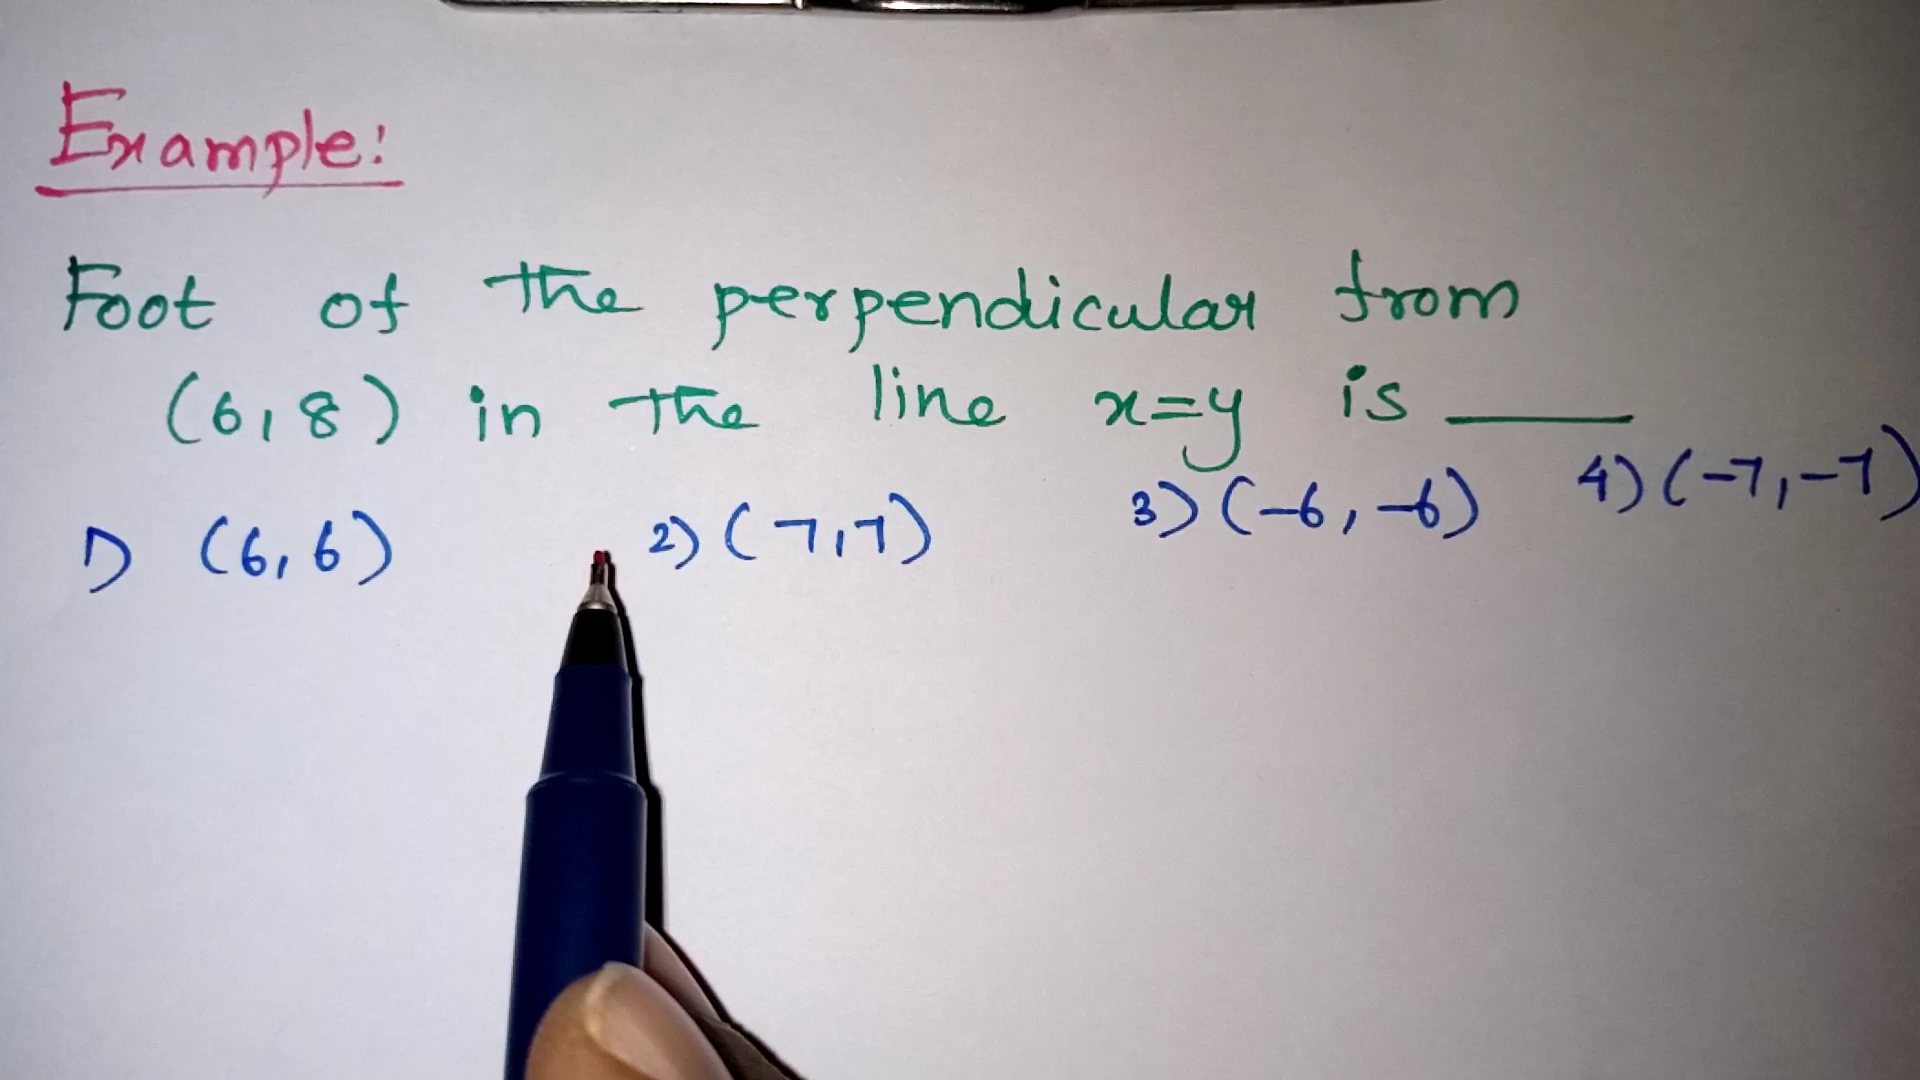 Example:
Foot of the perpendicular from
(6,8) in the line x=y is ____
1) (6,6) 2) (7,7) 3) (-6,-6) 4) (-7,-7)